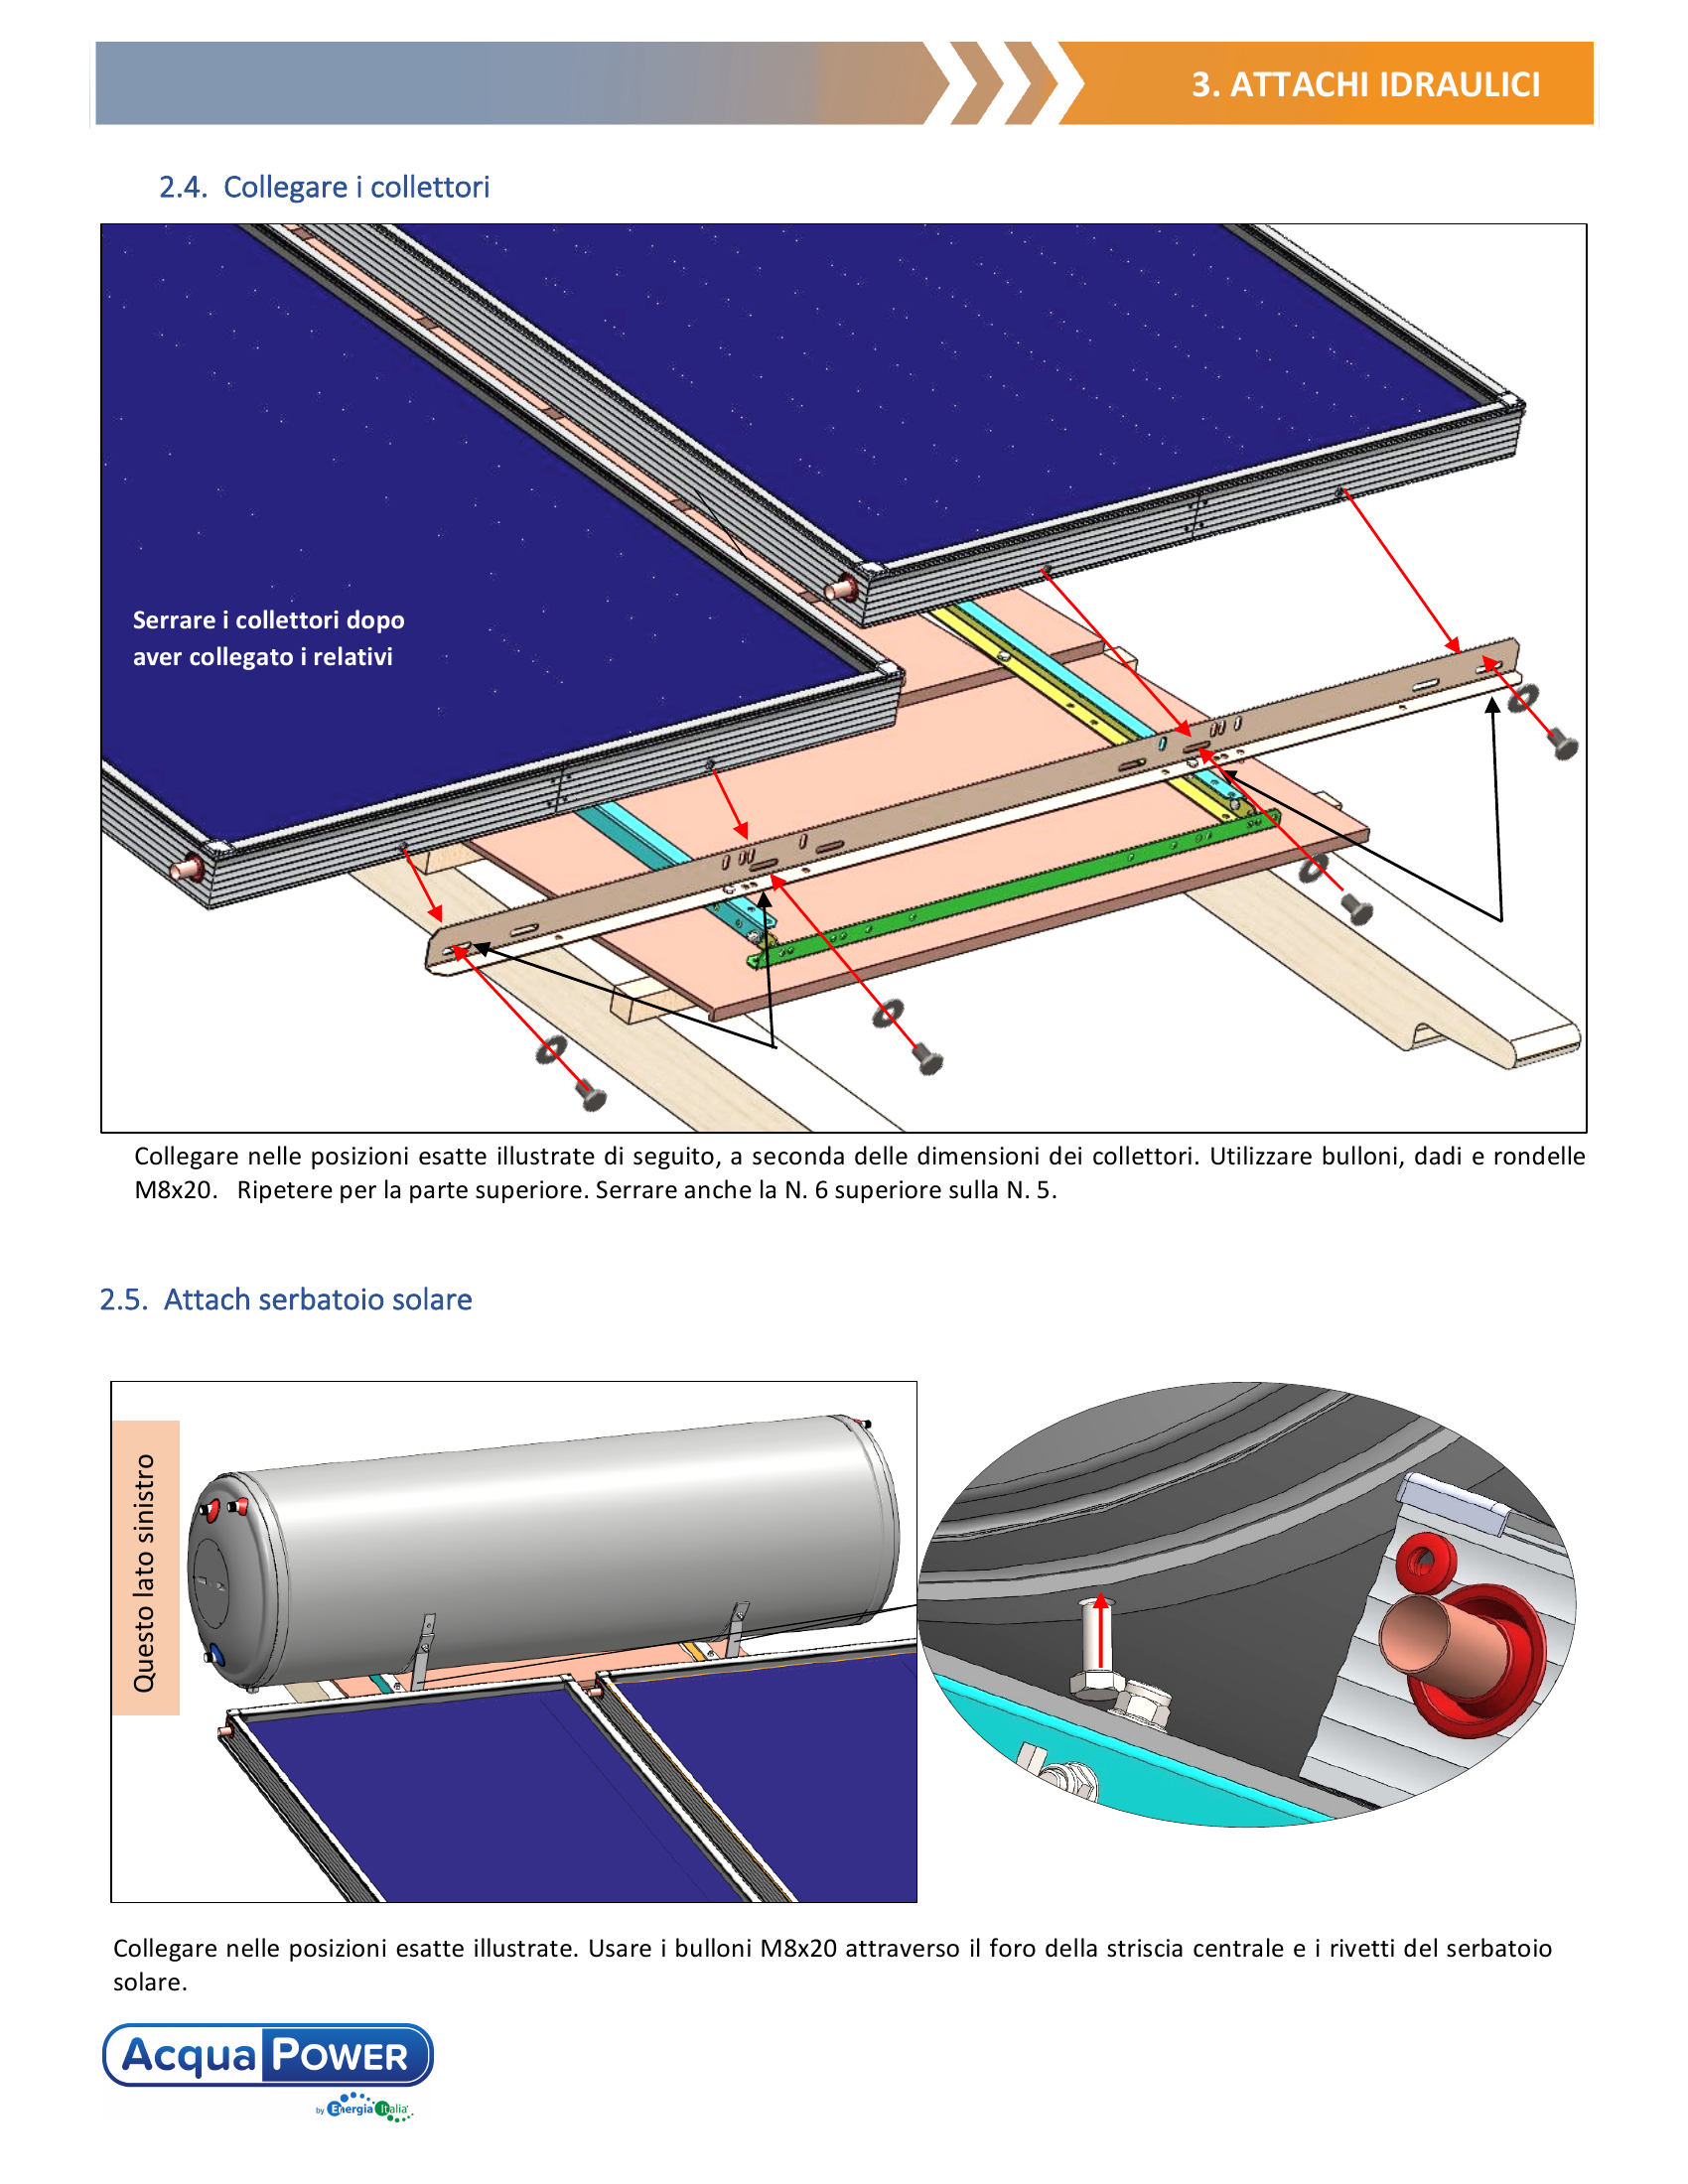 3. ATTACHI IDRAULICI
2.4. Collegare i collettori
Serrare i collettori dopo
aver collegato i relativi
Collegare nelle posizioni esatte illustrate di seguito, a seconda delle dimensioni dei collettori. Utilizzare bulloni, dadi e rondelle
M8x20. Ripetere per la parte superiore. Serrare anche la N. 6 superiore sulla N. 5.
2.5. Attach serbatoio solare
Questo lato sinistro
Collegare nelle posizioni esatte illustrate. Usare i bulloni M8x20 attraverso il foro della striscia centrale e i rivetti del serbatoio
solare.
Acqua POWER
by Energia Italia